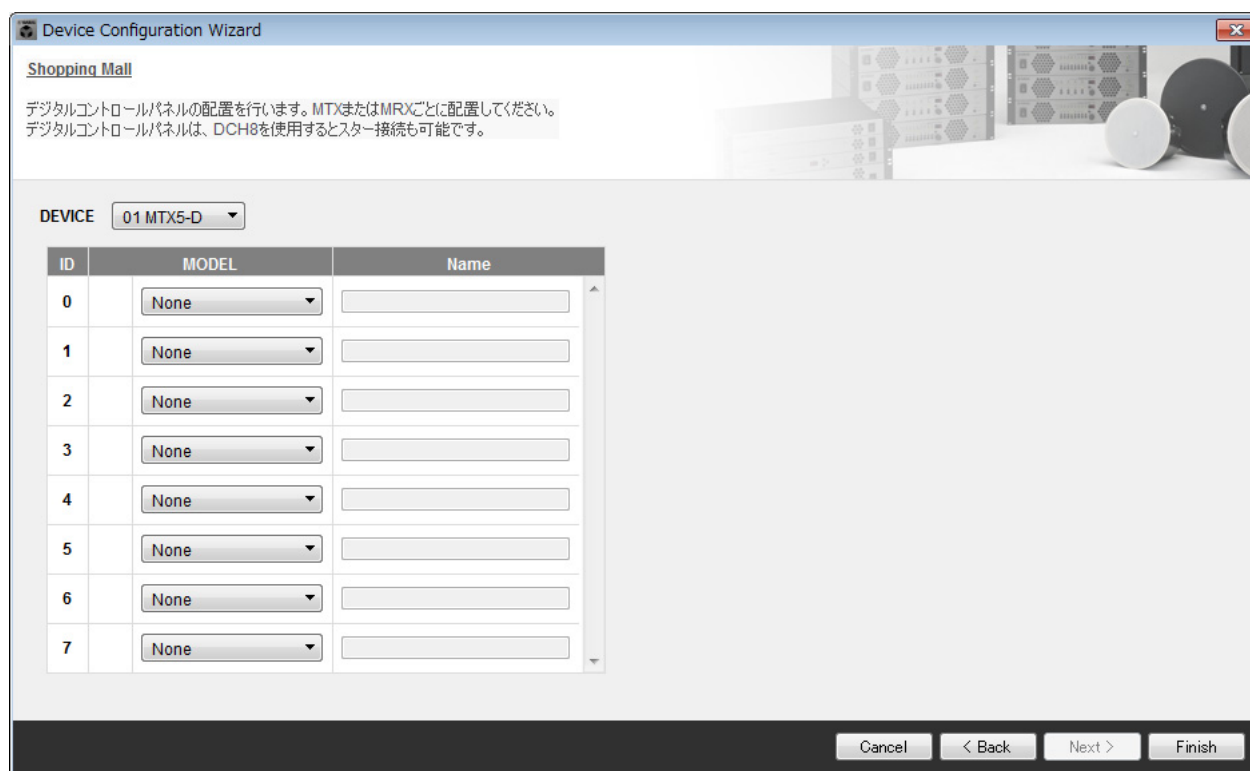 Device Configuration Wizard
Shopping Mall
デジタルコントロールパネルの配置を行います。MTXまたはMRXごとに配置してください。
デジタルコントロールパネルは、DCH8を使用するとスター接続も可能です。
DEVICE 01 MTX5-D
ID MODEL Name
0 None
1 None
2 None
3 None
4 None
5 None
6 None
7 None
Cancel < Back Next > Finish